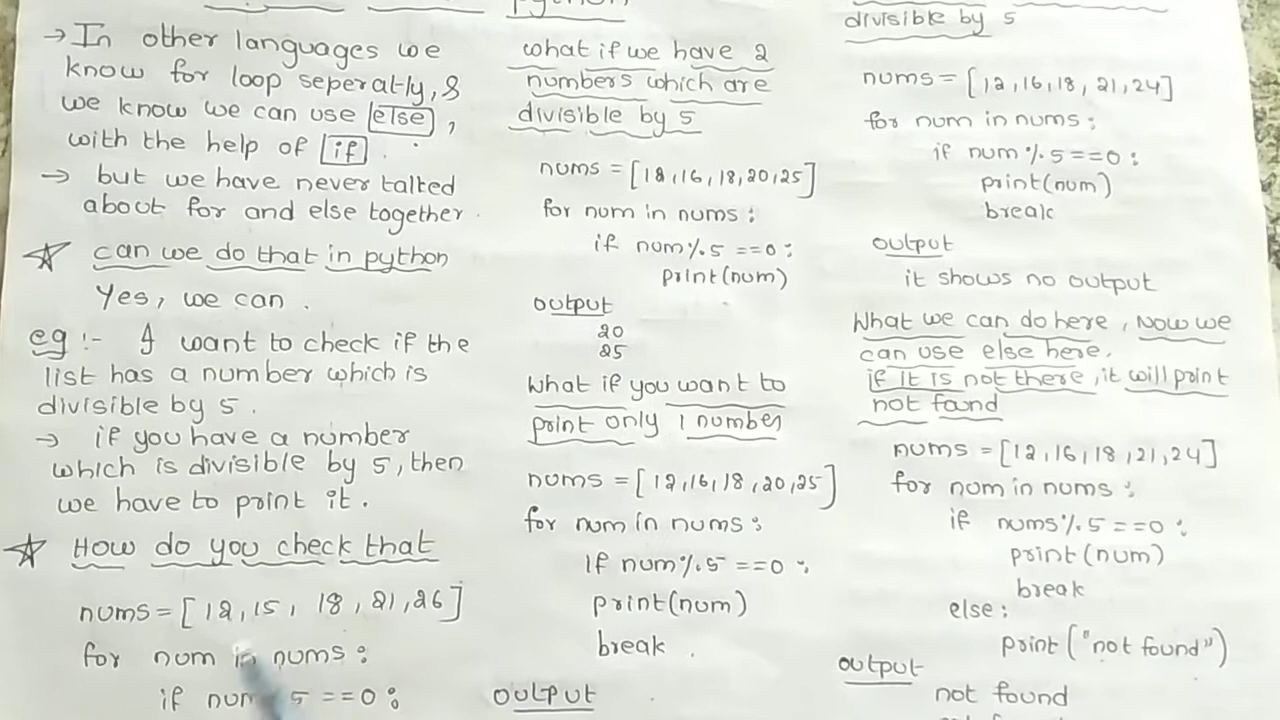 → In other languages we
know for loop seperatly, &
we know we can use else,
with the help of if.
→ but we have never talted
about for and else together.
☆ can we do that in python
Yes, we can.
eg :- I want to check if the
list has a number which is
divisible by 5.
→ if you have a number
which is divisible by 5, then
we have to print it.
☆ How do you check that
nums = [12, 15, 18, 21, 26]
for num in nums :
if num 5 == 0 :
python
what if we have 2
numbers which are
divisible by 5
nums = [18, 16, 18, 20, 25]
for num in nums :
if num % 5 == 0 :
print(num)
output
20
25
What if you want to
print only 1 number
nums = [12, 16, 18, 20, 25]
for num in nums :
If num % 5 == 0 :
print(num)
break .
output
divisible by 5
nums = [12, 16, 18, 21, 24]
for num in nums :
if num % 5 == 0 :
print(num)
break
output
it shows no output
What we can do here, Now we
can use else here.
if it is not there, it will print
not found
nums = [12, 16, 18, 21, 24]
for num in nums :
if nums % 5 == 0 :
print(num)
break
else :
print("not found")
output
not found